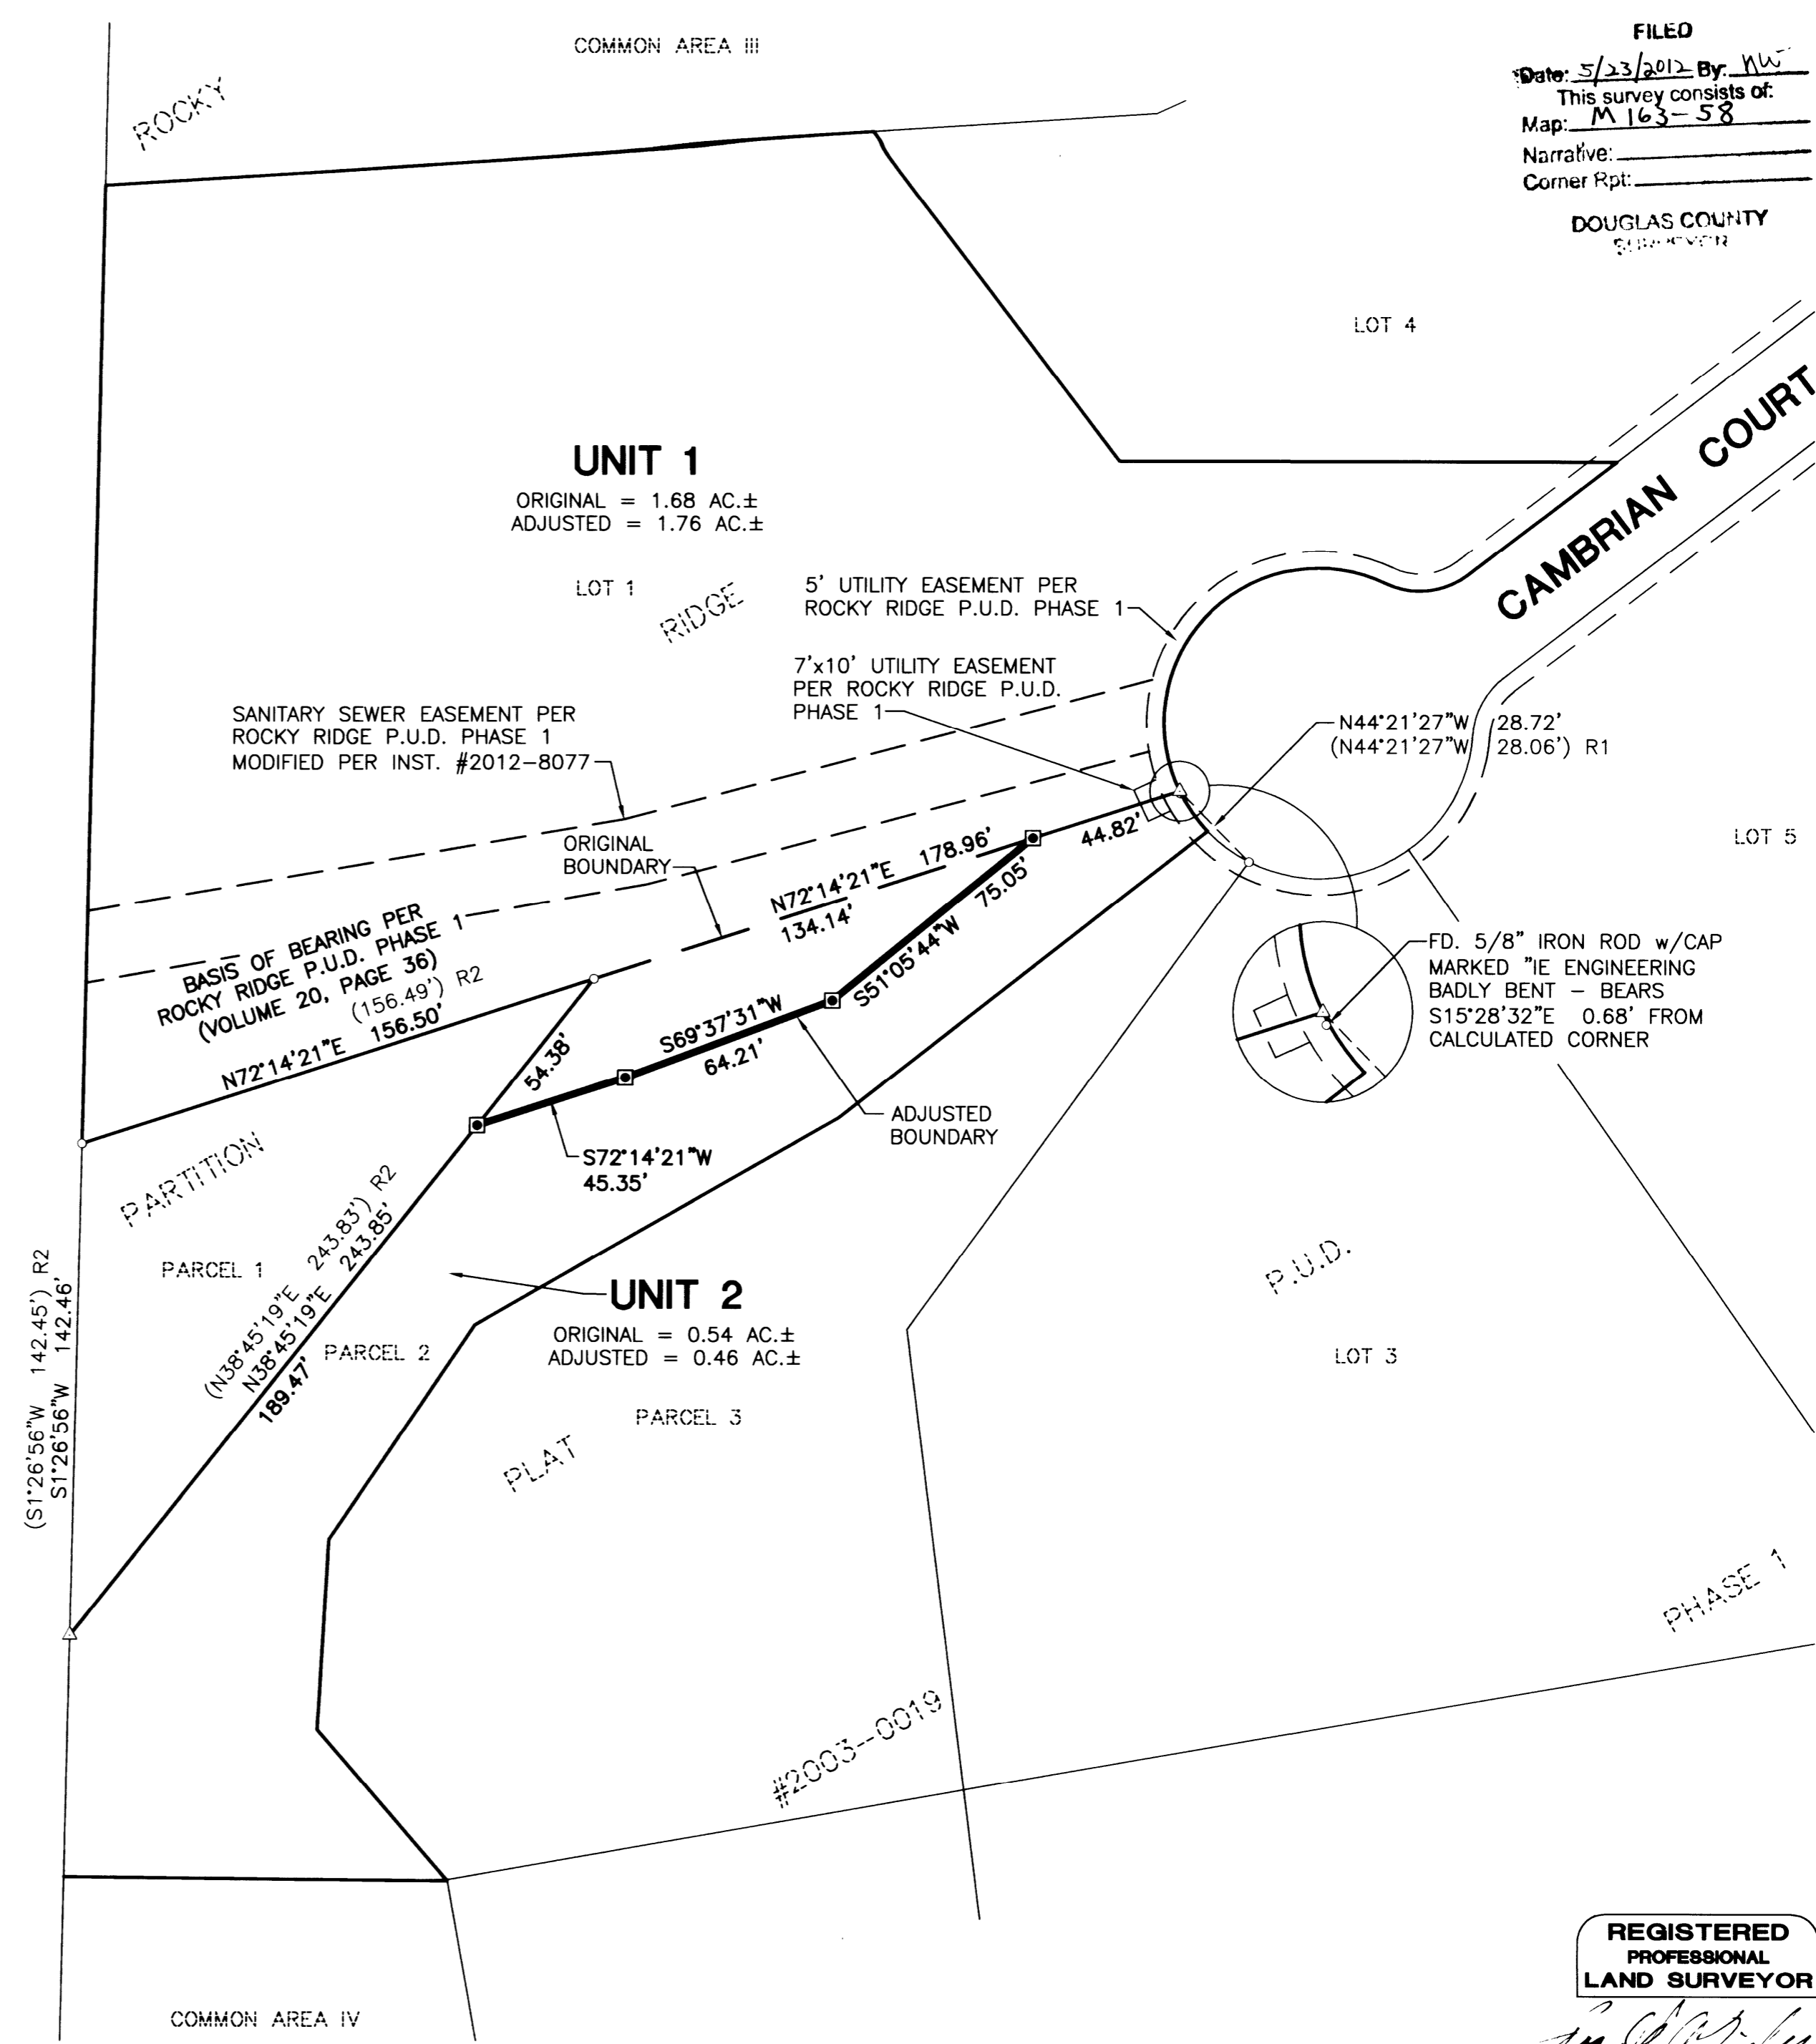 COMMON AREA III
ROCKY
FILED
Date: 5/23/2012 By: NW
This survey consists of:
Map: M 163-58
Narrative:
Corner Rpt:
DOUGLAS COUNTY
SURVEYOR
LOT 4
CAMBRIAN COURT
UNIT 1
ORIGINAL = 1.68 AC.±
ADJUSTED = 1.76 AC.±
LOT 1
RIDGE
5' UTILITY EASEMENT PER
ROCKY RIDGE P.U.D. PHASE 1
7'x10' UTILITY EASEMENT
PER ROCKY RIDGE P.U.D.
PHASE 1
SANITARY SEWER EASEMENT PER
ROCKY RIDGE P.U.D. PHASE 1
MODIFIED PER INST. #2012-8077
N44°21'27"W 28.72'
(N44°21'27"W 28.06') R1
ORIGINAL
BOUNDARY
LOT 5
N72°14'21"E 178.96'
134.14'
44.82'
S51°05'44"W 75.05'
BASIS OF BEARING PER
ROCKY RIDGE P.U.D. PHASE 1
(VOLUME 20, PAGE 36)
(156.49') R2
N72°14'21"E 156.50'
S69°37'31"W
64.21'
54.38'
FD. 5/8" IRON ROD w/CAP
MARKED "IE ENGINEERING
BADLY BENT - BEARS
S15°28'32"E 0.68' FROM
CALCULATED CORNER
ADJUSTED
BOUNDARY
S72°14'21"W
45.35'
PARTITION
PARCEL 1
(N38°45'19"E 243.83') R2
N38°45'19"E 243.85'
189.47'
(S1°26'56"W 142.45') R2
S1°26'56"W 142.46'
UNIT 2
ORIGINAL = 0.54 AC.±
ADJUSTED = 0.46 AC.±
PARCEL 2
PARCEL 3
PLAT
P.U.D.
LOT 3
PHASE 1
#2003-0019
COMMON AREA IV
REGISTERED
PROFESSIONAL
LAND SURVEYOR